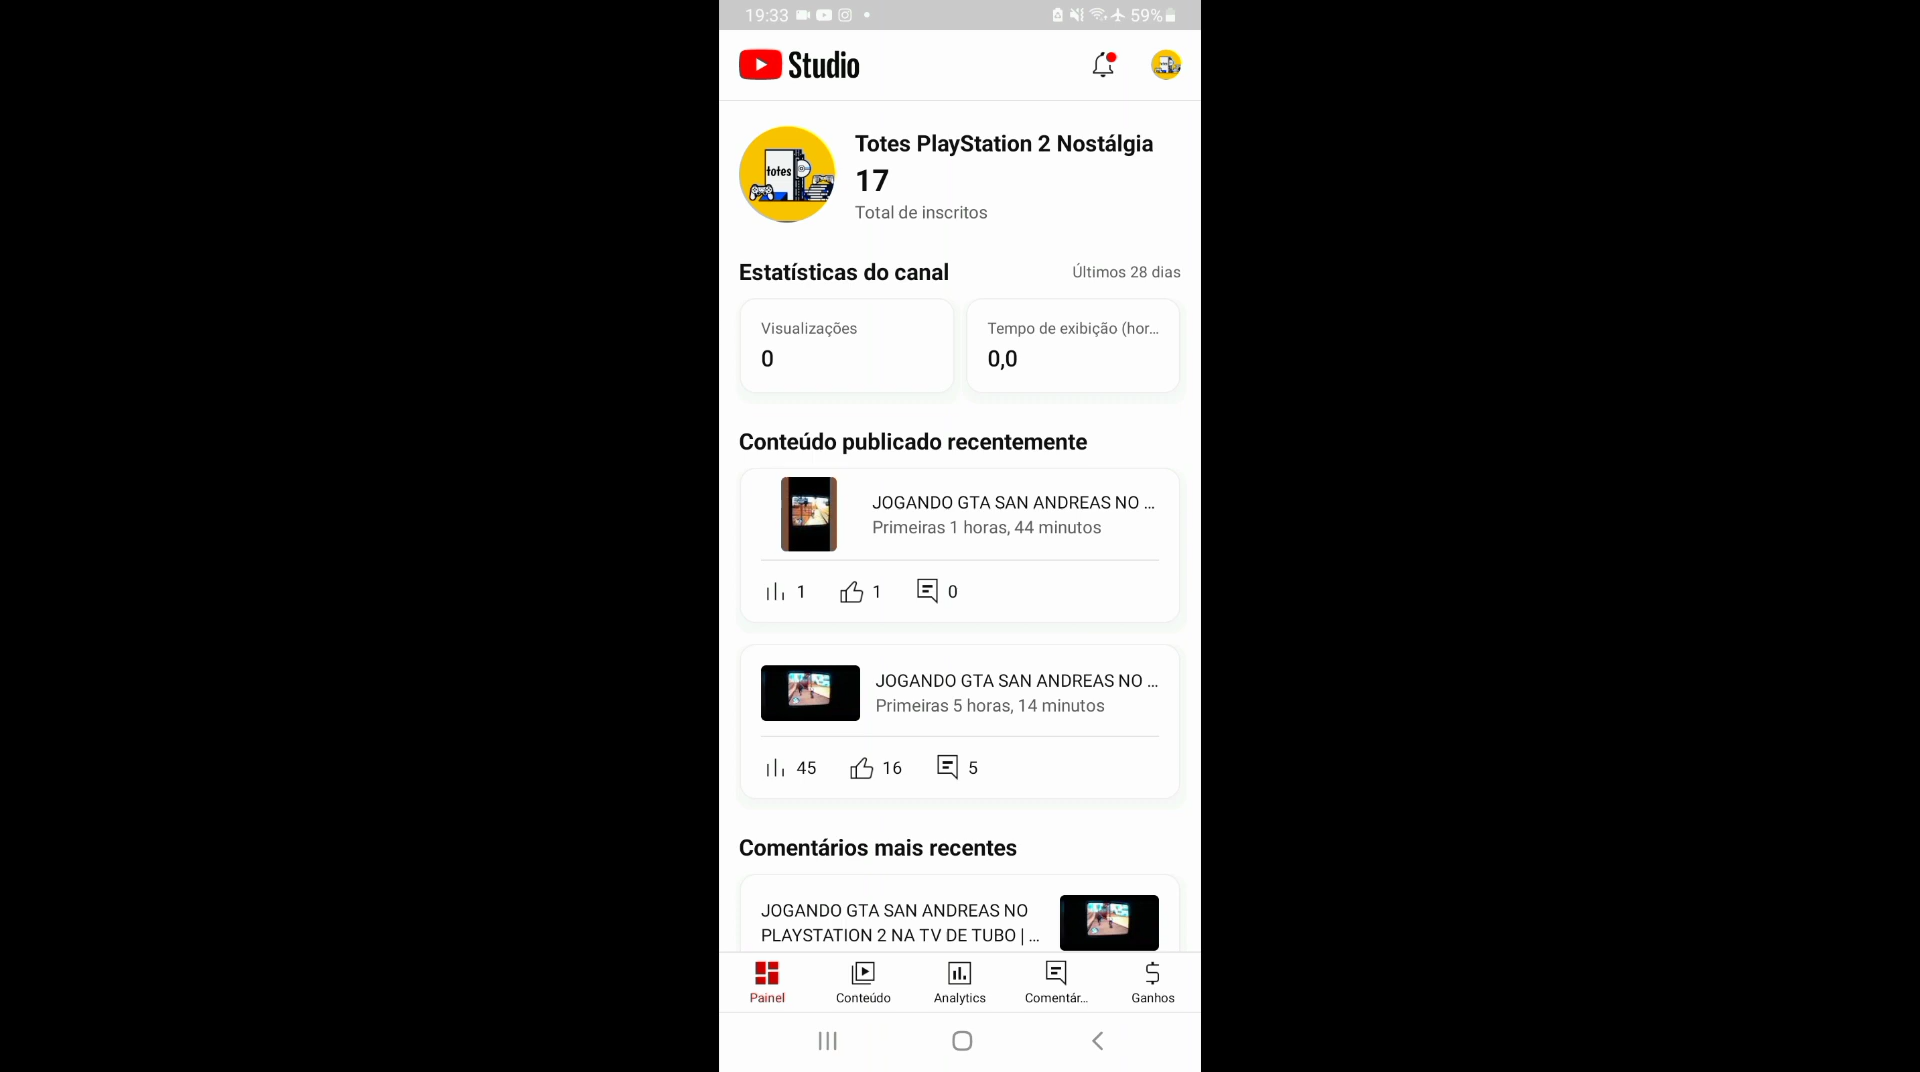 19:33
59%
Studio
Totes PlayStation 2 Nostálgia
17
Total de inscritos
totes
Estatísticas do canal
Últimos 28 dias
Visualizações
0
Tempo de exibição (hor...
0,0
Conteúdo publicado recentemente
JOGANDO GTA SAN ANDREAS NO ...
Primeiras 1 horas, 44 minutos
1 1 0
JOGANDO GTA SAN ANDREAS NO ...
Primeiras 5 horas, 14 minutos
45 16 5
Comentários mais recentes
JOGANDO GTA SAN ANDREAS NO
PLAYSTATION 2 NA TV DE TUBO | ...
Painel
Conteúdo
Analytics
Comentár...
Ganhos